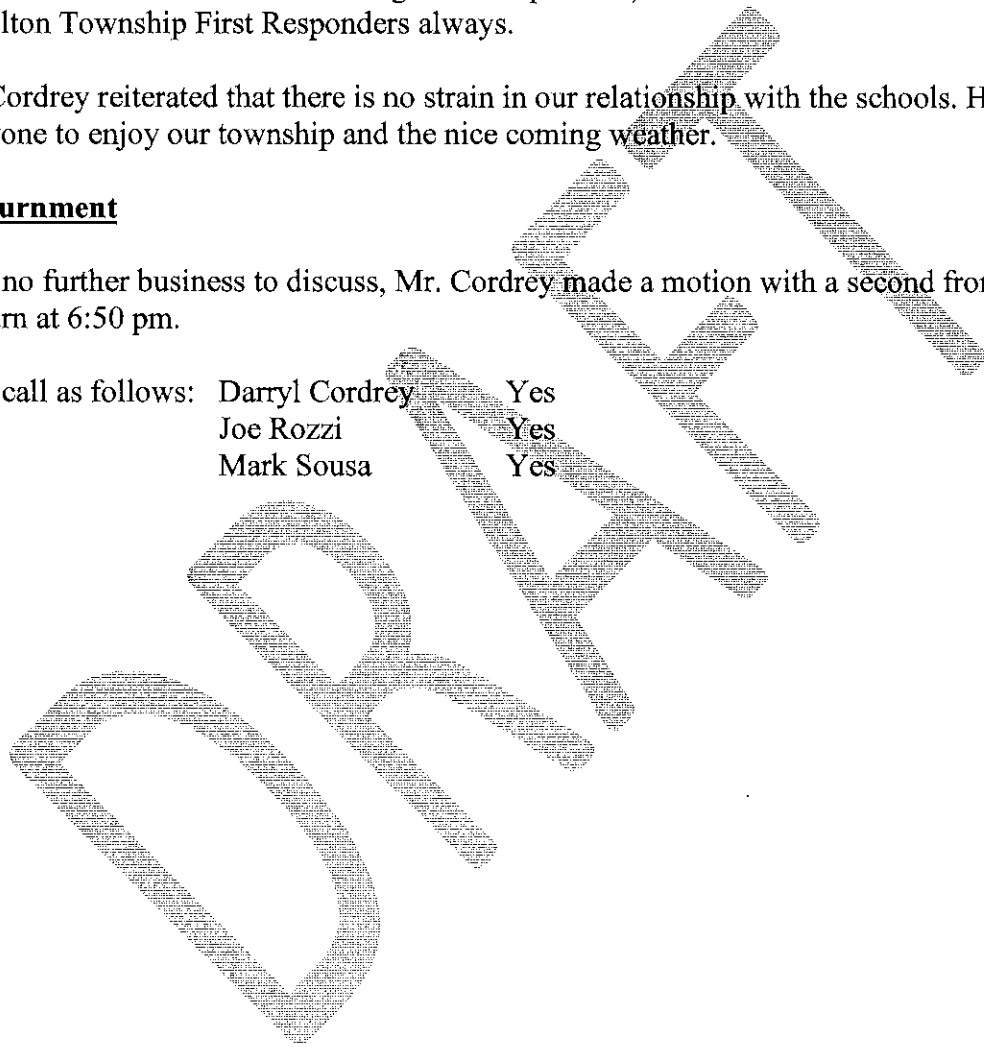 lton Township First Responders always.
Cordrey reiterated that there is no strain in our relationship with the schools. H
one to enjoy our township and the nice coming weather.
urnment
no further business to discuss, Mr. Cordrey made a motion with a second from
rn at 6:50 pm.
call as follows: Darryl Cordrey Yes
Joe Rozzi Yes
Mark Sousa Yes
DRAFT